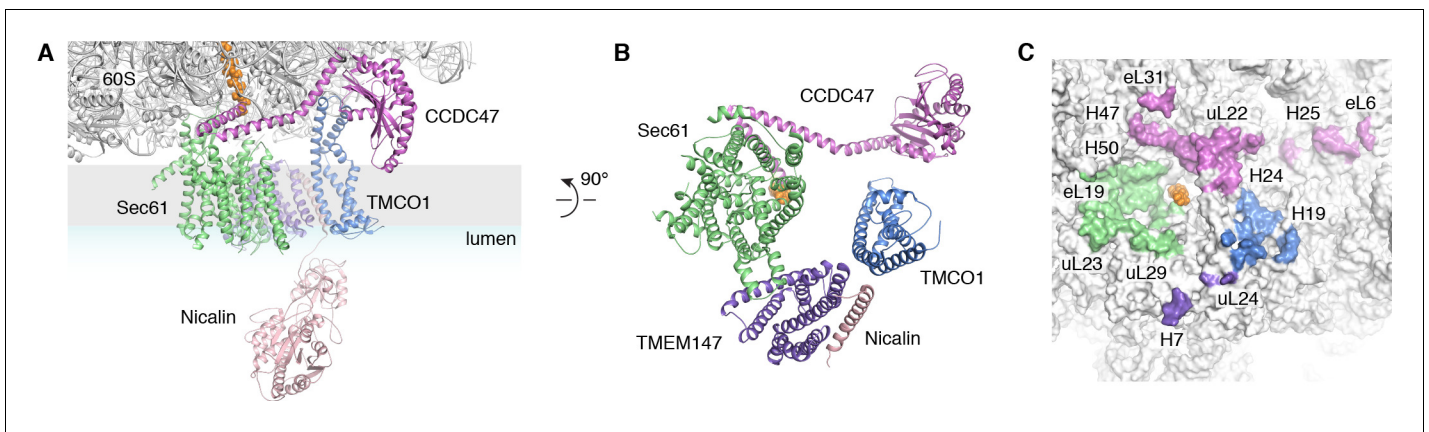 A
60S
CCDC47
Sec61
TMCO1
lumen
Nicalin
90°
B
CCDC47
Sec61
TMCO1
TMEM147
Nicalin
C
eL31
H47
uL22
H25
eL6
H50
H24
eL19
H19
uL23
uL29
uL24
H7